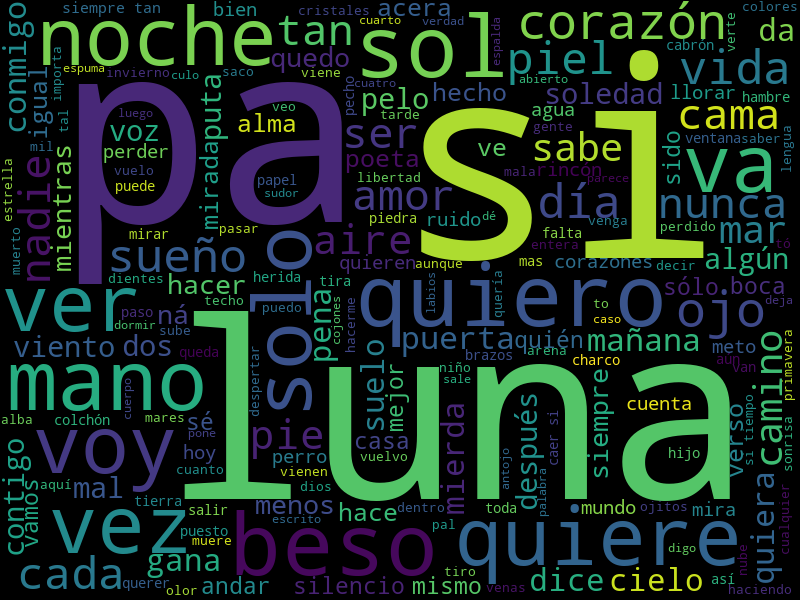 siempre tan
cristales
acera
corazón
colores
noche
bien
tan
sol
cuarto
verdad
cabrón
da
conmigo
quedo
piel
espalda
verte
vida
espuma
invierno
culo
saco
viene
pecho
cuatro
abierto
hambre
igual
tal importa
pa
si
luego
puta
pelo
hecho
soledad
llorar
cama
mil
voz
alma
veo
tarde
agua
gente
ventana
saber
lengua
nadie
mientras
perder
vuelo
puede
mirada
papel
sudor
ser
poeta
libertad
ve
mala
rincón
sabe
parece
sido
va
estrella
muerto
mirar
pasar
amor
piedra
ruido
dé
falta
día
venga
perdido
nunca
mar
sueño
aire
quieren
aunque
mas
entera
corazones
decir
tó
algún
dientes
hacer
herida
tira
solo
quiero
sólo
boca
deja
ver
paso
ná
techo
pena
cojones
puedo
hacerme
labios
quería
to
caso
ojo
viento
dos
dormir
sube
puerta
quién
mañana
meto
aún
van
primavera
mano
queda
despertar
suelo
niño
sale
brazos
larena
charco
camino
luna
alba
colchón
cuerpo
mares
pone
sé
mejor
siempre
cuenta
verso
si tiempo
sonrisa
voy
pie
casa
hoy
cuanto
perro
vienen
vuelvo
dios
mierda
antojo
después
palabra
caer si
hijo
contigo
vamos
aquí
mal
tierra
salir
menos
hace
dentro
toda
mundo
ojitos
mira
quiera
cualquier
vez
puesto
muere
escrito
beso
pal
quiere
digo
nube
cada
querer
gana
olor
andar
silencio
mismo
tiro
venas
dice
cielo
así
haciendo